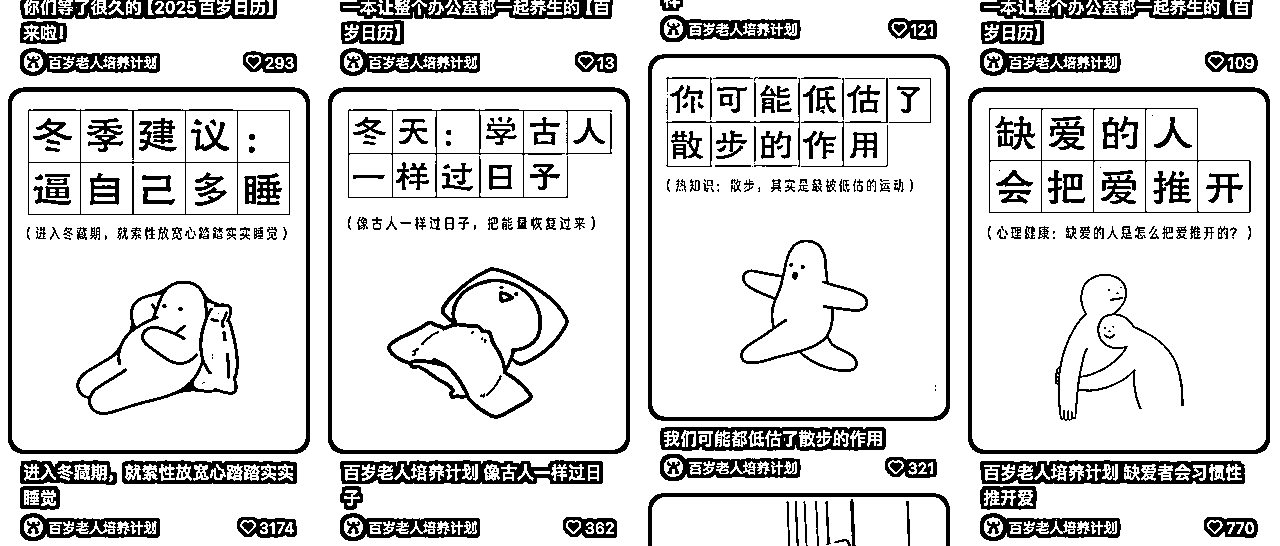 你们等了很久的【2025百岁日历】
来啦！
百岁老人培养计划
293
冬季建议：
逼自己多睡
（进入冬藏期，就索性放宽心踏踏实实睡觉）
进入冬藏期，就索性放宽心踏踏实实
睡觉
百岁老人培养计划
3174
一本让整个办公室都一起养生的【百
岁日历】
百岁老人培养计划
13
冬天：学古人
一样过日子
（像古人一样过日子，把能量恢复过来）
百岁老人培养计划 像古人一样过日
子
百岁老人培养计划
362
百岁老人培养计划
121
你可能低估了
散步的作用
（热知识：散步，其实是最被低估的运动）
我们可能都低估了散步的作用
百岁老人培养计划
321
一本让整个办公室都一起养生的【百
岁日历】
百岁老人培养计划
109
缺爱的人
会把爱推开
（心理健康：缺爱的人是怎么把爱推开的？）
百岁老人培养计划 缺爱者会习惯性
推开爱
百岁老人培养计划
770